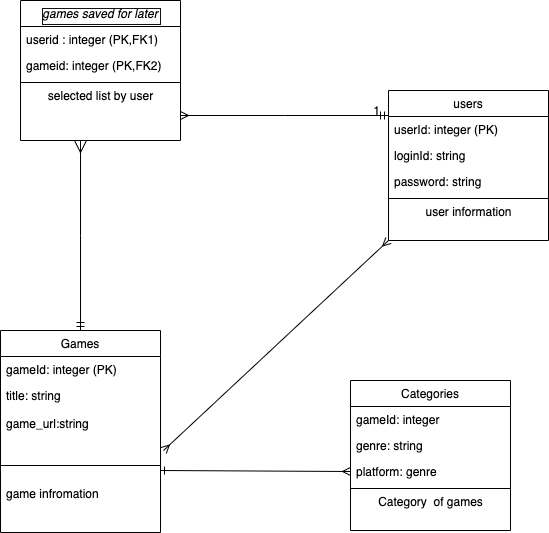 games saved for later
userid : integer (PK,FK1)
gameid: integer (PK,FK2)
selected list by user
1
users
userId: integer (PK)
loginId: string
password: string
user information
Games
gameId: integer (PK)
title: string
game_url:string
game infromation
Categories
gameId: integer
genre: string
platform: genre
Category of games